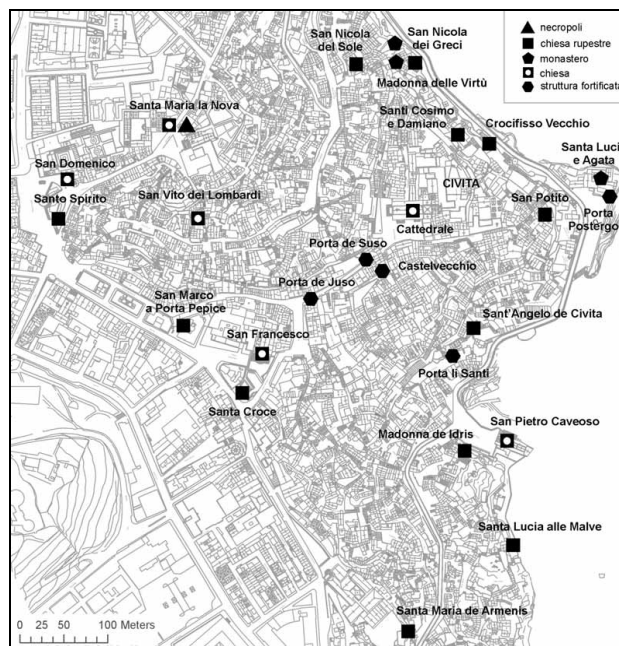 San Nicola
del Sole
San Nicola
dei Greci
necropoli
chiesa rupestre
monastero
chiesa
struttura fortificata
Madonna delle Virtù
Santa Maria la Nova
Santi Cosimo
e Damiano
Crocifisso Vecchio
Santa Luci
e Agata
San Domenico
CIVITA
Santo Spirito
San Vito dei Lombardi
San Potito
Cattedrale
Porta
Postergo
Porta de Suso
Castelvecchio
Porta de Juso
San Marco
a Porta Pepice
Sant'Angelo de Civita
San Francesco
Porta li Santi
Santa Croce
San Pietro Caveoso
Madonna de Idris
Santa Lucia alle Malve
Santa Maria de Armenis
0 25 50 100 Meters